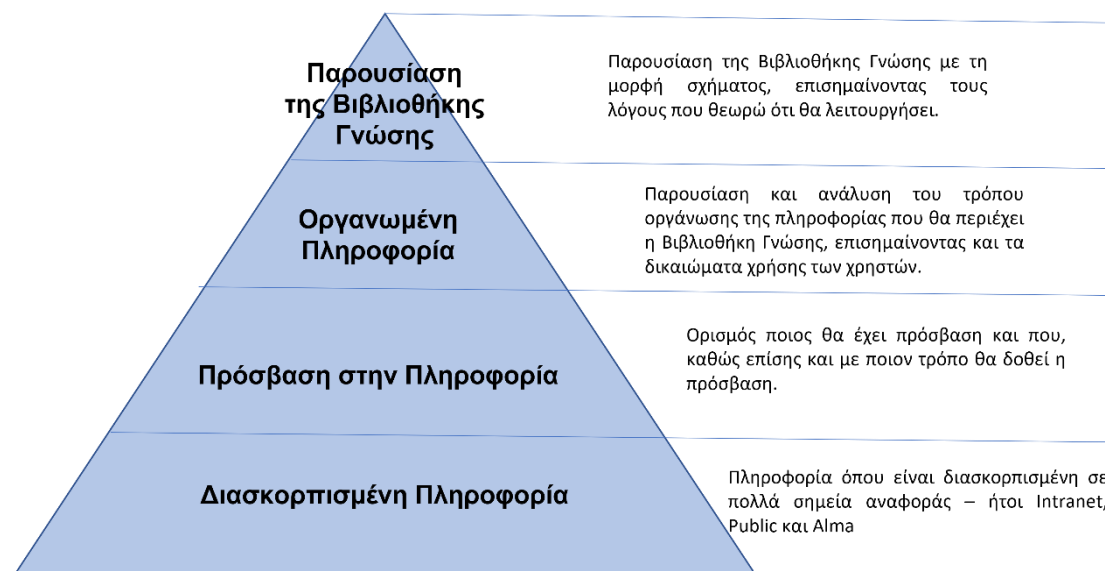 Παρουσίαση
της Βιβλιοθήκης
Γνώσης
Παρουσίαση της Βιβλιοθήκης Γνώσης με τη
μορφή σχήματος, επισημαίνοντας τους
λόγους που θεωρώ ότι θα λειτουργήσει.
Οργανωμένη
Πληροφορία
Παρουσίαση και ανάλυση του τρόπου
οργάνωσης της πληροφορίας που θα περιέχει
η Βιβλιοθήκη Γνώσης, επισημαίνοντας και τα
δικαιώματα χρήσης των χρηστών.
Πρόσβαση στην Πληροφορία
Ορισμός ποιος θα έχει πρόσβαση και που,
καθώς επίσης και με ποιον τρόπο θα δοθεί η
πρόσβαση.
Διασκορπισμένη Πληροφορία
Πληροφορία όπου είναι διασκορπισμένη σε
πολλά σημεία αναφοράς – ήτοι Intranet,
Public και Alma